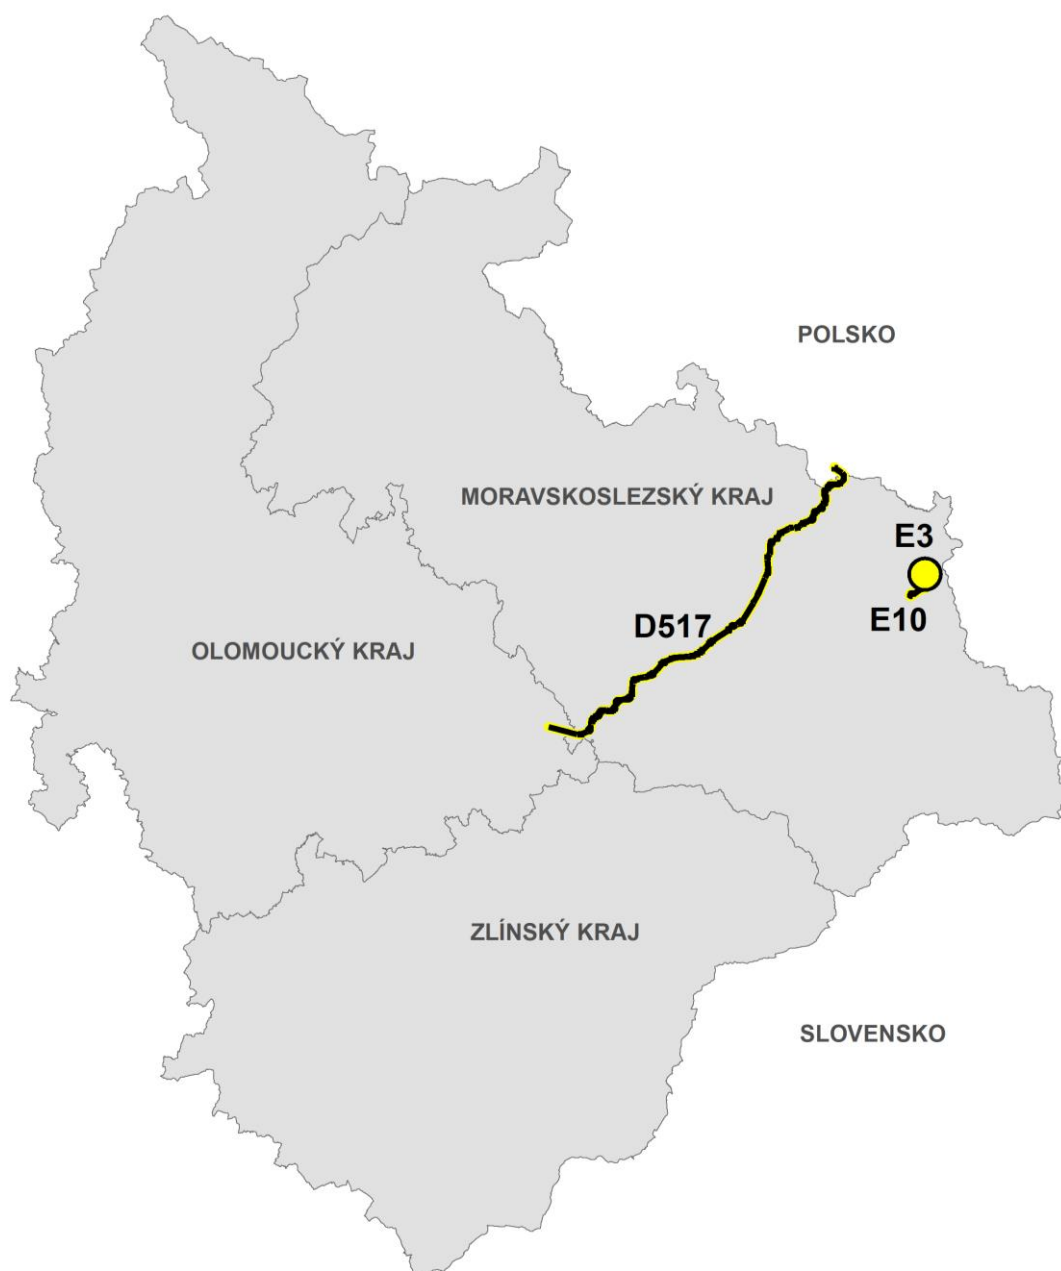 POLSKO
MORAVSKOSLEZSKÝ KRAJ
E3
E10
D517
OLOMOUCKÝ KRAJ
ZLÍNSKÝ KRAJ
SLOVENSKO